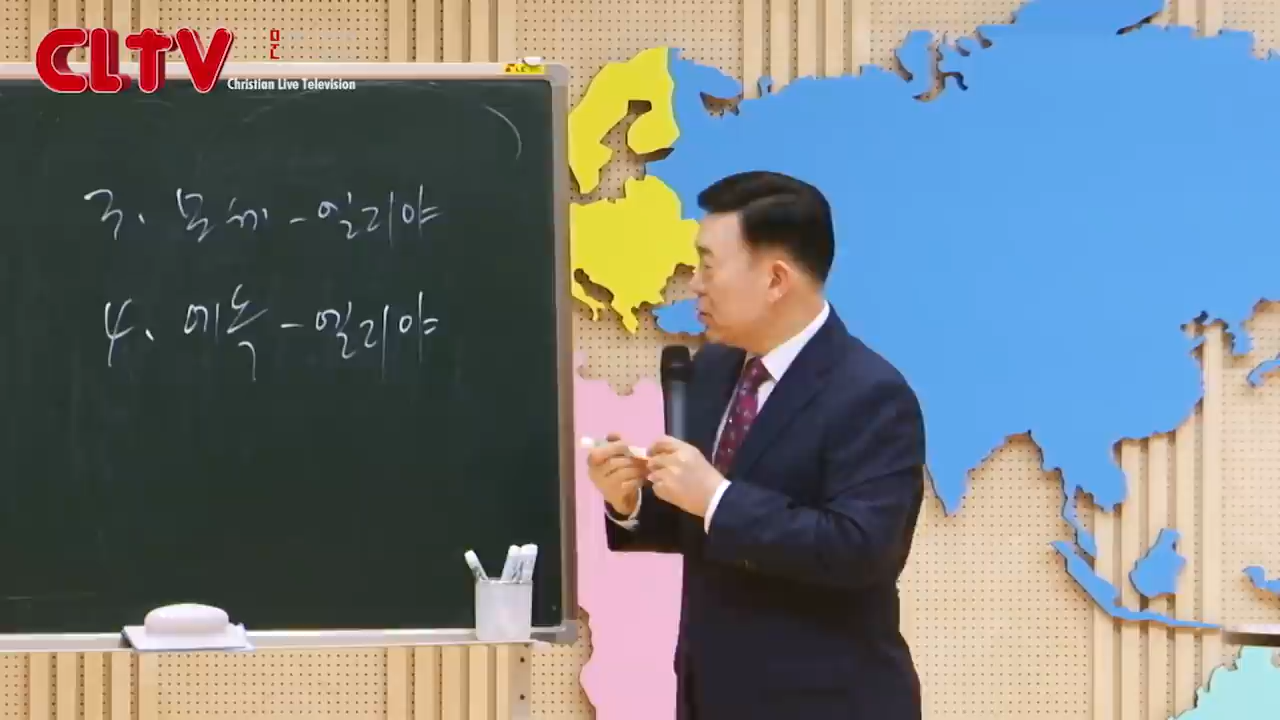 CLTV
Christian Live Television
3. 모세 - 엘리야
4. 에녹 - 엘리야